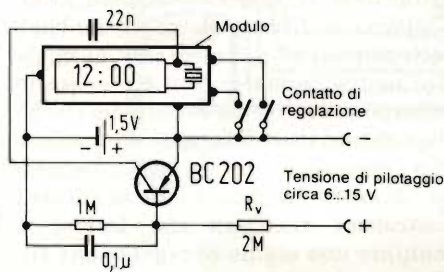 22n
Modulo
12:00
Contatto di
regolazione
1,5V
- +
BC 202
Tensione di pilotaggio
circa 6...15 V
1M
Rv
2M
0,1µ
-
+